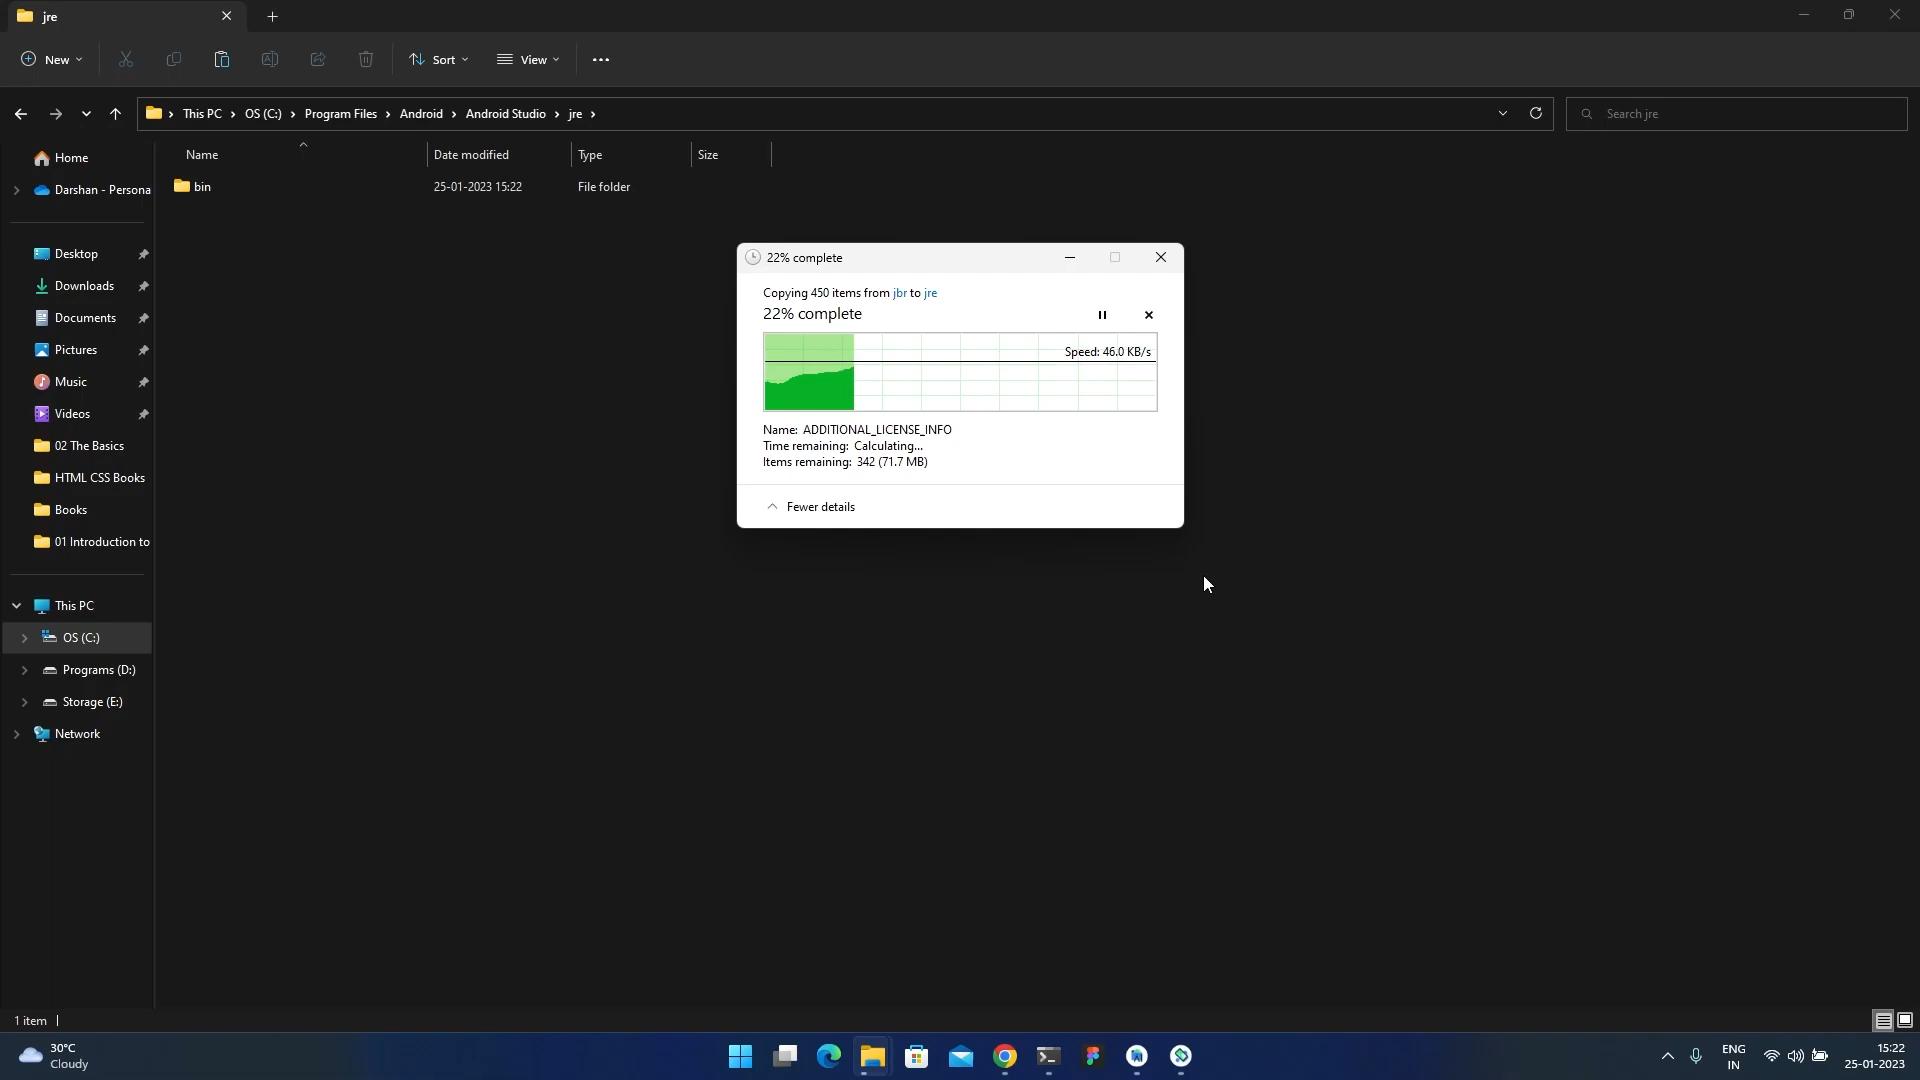 jre
New
Sort
View
This PC
OS (C:)
Program Files
Android
Android Studio
jre
Search jre
Name
Date modified
Type
Size
bin
25-01-2023 15:22
File folder
Home
Darshan - Persona
Desktop
Downloads
Documents
Pictures
Music
Videos
02 The Basics
HTML CSS Books
Books
01 Introduction to
This PC
OS (C:)
Programs (D:)
Storage (E:)
Network
22% complete
Copying 450 items from jbr to jre
22% complete
Speed: 46.0 KB/s
Name: ADDITIONAL_LICENSE_INFO
Time remaining: Calculating...
Items remaining: 342 (71.7 MB)
Fewer details
1 item
30°C
Cloudy
ENG
IN
15:22
25-01-2023